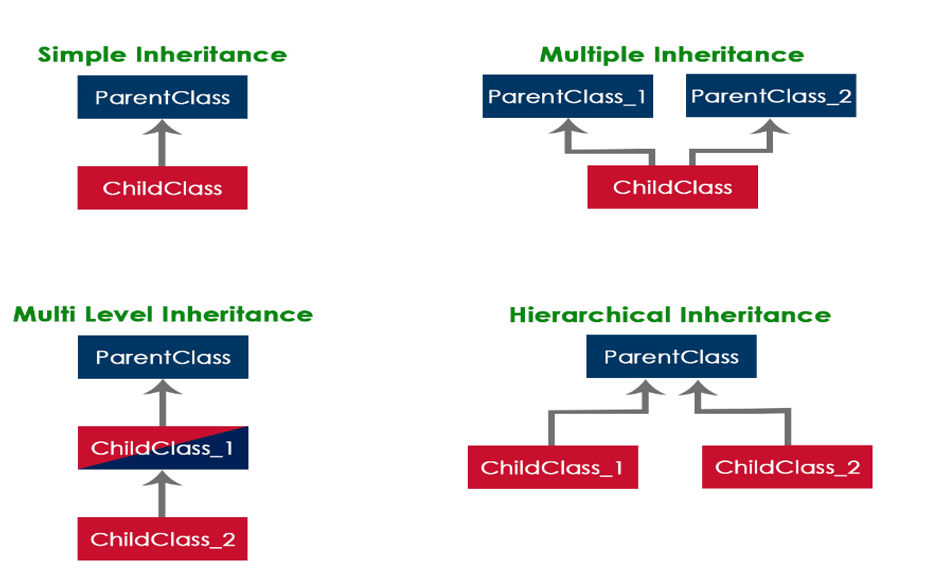 Simple Inheritance
ParentClass
ChildClass
Multiple Inheritance
ParentClass_1
ParentClass_2
ChildClass
Multi Level Inheritance
ParentClass
ChildClass_1
ChildClass_2
Hierarchical Inheritance
ParentClass
ChildClass_1
ChildClass_2